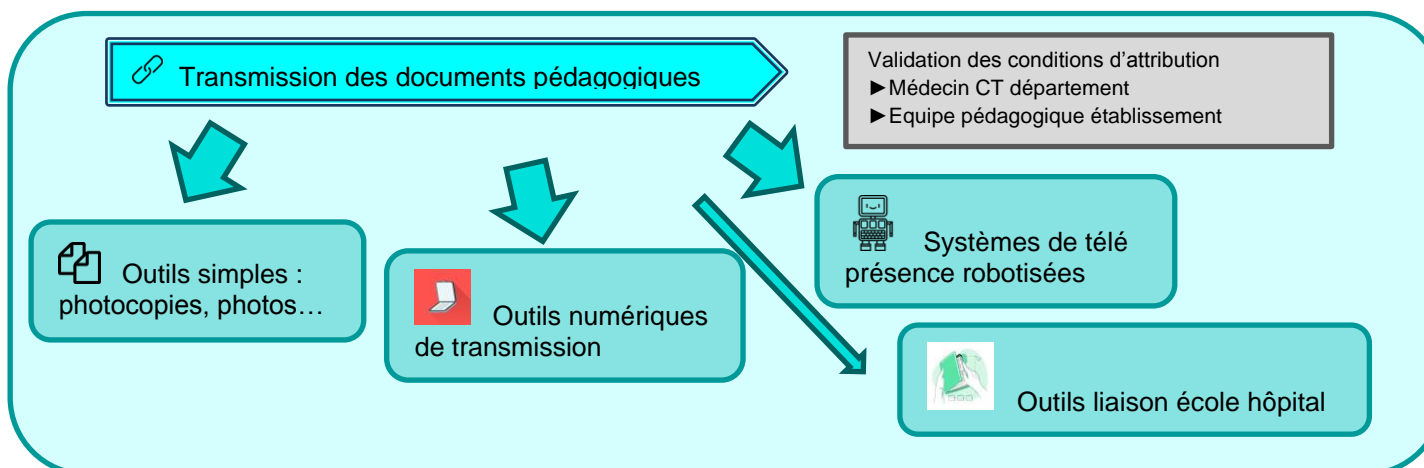 Transmission des documents pédagogiques
Validation des conditions d’attribution
►Médecin CT département
►Equipe pédagogique établissement
Outils simples :
photocopies, photos…
Outils numériques
de transmission
Systèmes de télé
présence robotisées
Outils liaison école hôpital